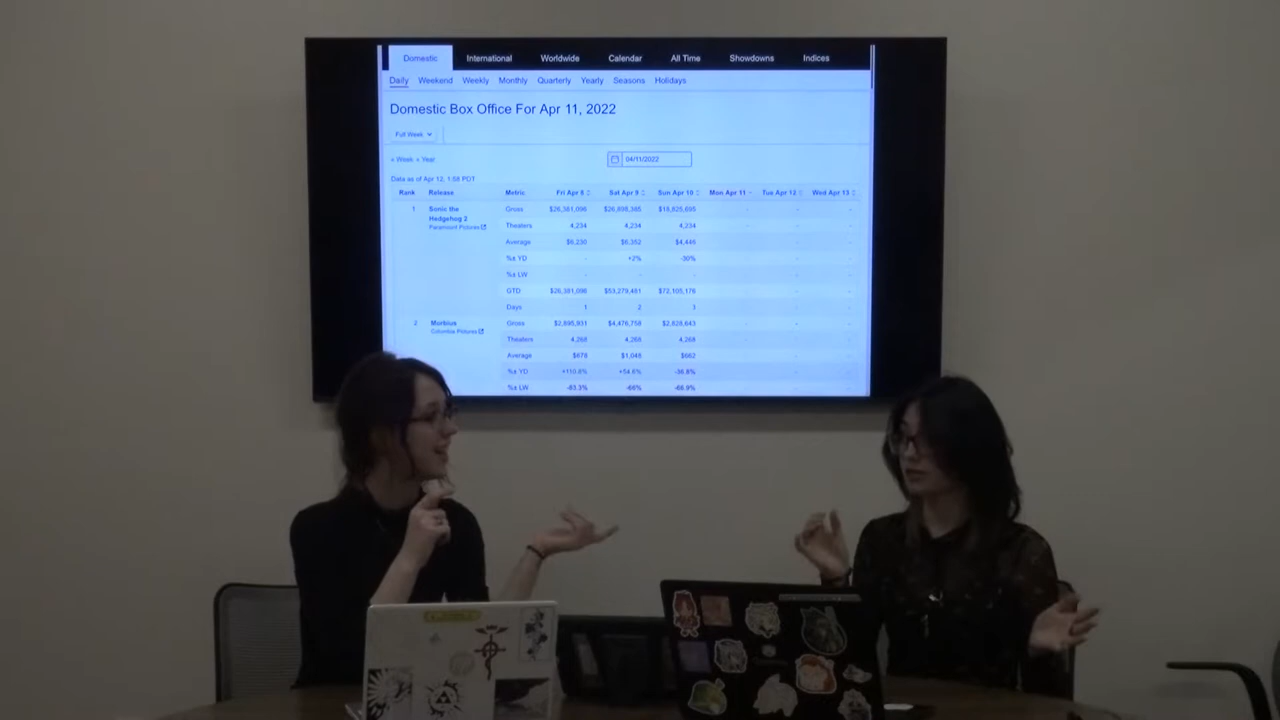 Domestic International Worldwide Calendar All Time Showdowns Indices
Daily Weekend Weekly Monthly Quarterly Yearly Seasons Holidays
Domestic Box Office For Apr 11, 2022
Full Week
« Week « Year
04/11/2022
Data as of Apr 12, 1:58 PDT
Rank Release Metric Fri Apr 8 Sat Apr 9 Sun Apr 10 Mon Apr 11 Tue Apr 12 Wed Apr 13
1 Sonic the Gross $26,381,096 $26,898,385 $18,825,695 - - -
Hedgehog 2
Paramount Pictures Theaters 4,234 4,234 4,234 - - -
Average $6,230 $6,352 $4,446 - - -
%± YD - +2% -30% - - -
%± LW - - - - - -
GTD $26,381,096 $53,279,481 $72,105,176 - - -
Days 1 2 3 - - -
2 Morbius Gross $2,895,931 $4,476,758 $2,828,643 - - -
Columbia Pictures
Theaters 4,268 4,268 4,268 - - -
Average $678 $1,048 $662 - - -
%± YD +110.8% +54.6% -36.8% - - -
%± LW -83.3% -66% -66.9% - - -